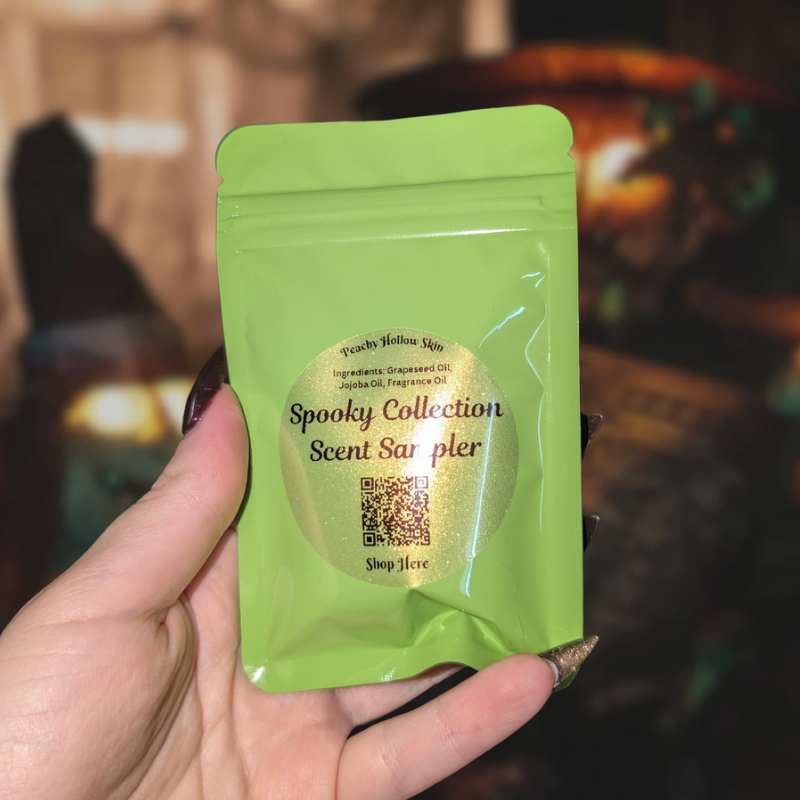 Peachy Hollow Skin
Ingredients: Grapeseed Oil,
Jojoba Oil, Fragrance Oil
Spooky Collection
Scent Sampler
Shop Here